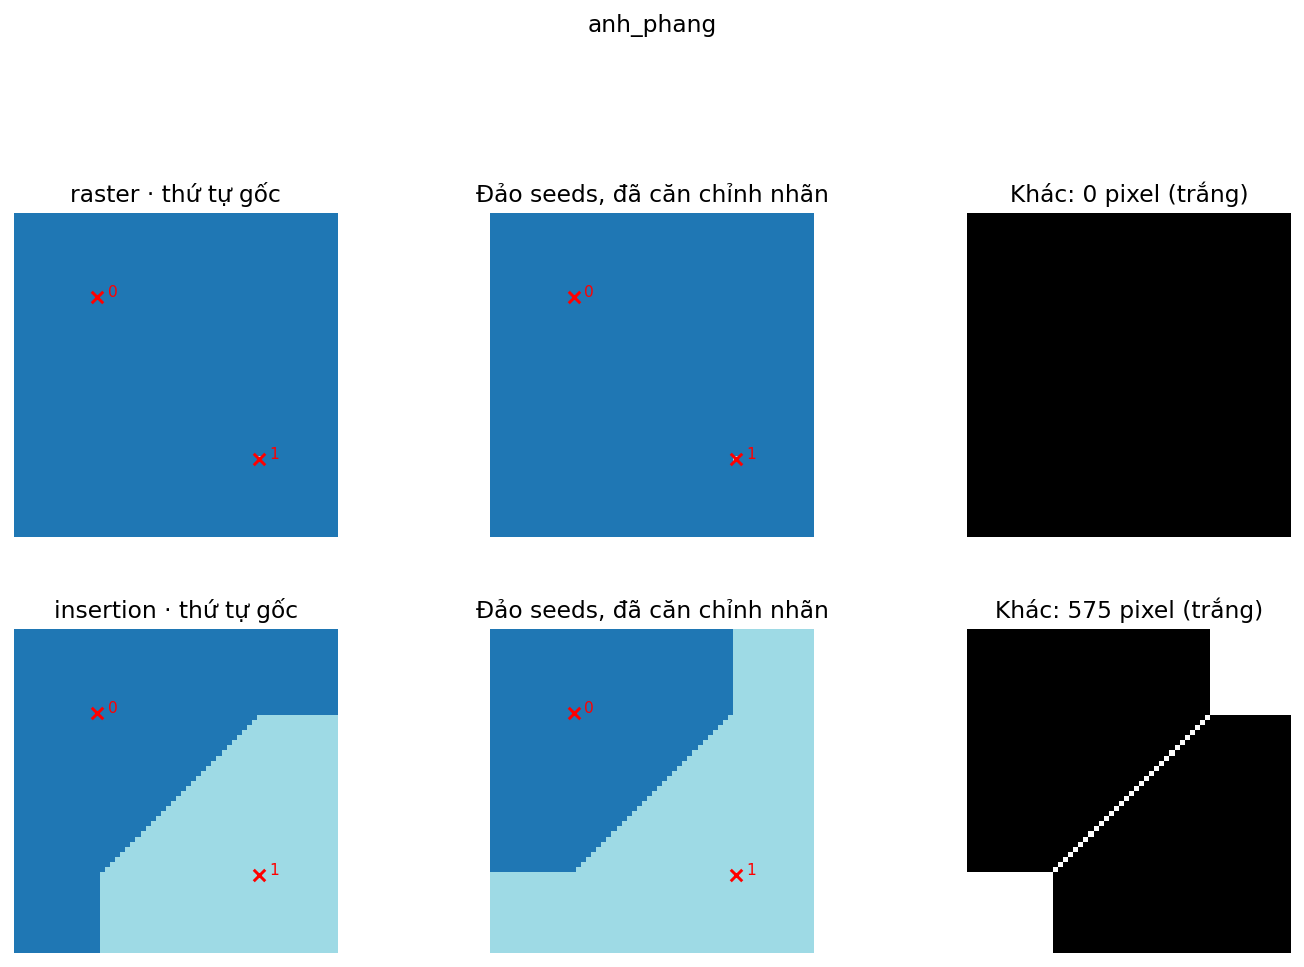 anh_phang
raster · thứ tự gốc
Đảo seeds, đã căn chỉnh nhãn
Khác: 0 pixel (trắng)
0
1
0
1
insertion · thứ tự gốc
Đảo seeds, đã căn chỉnh nhãn
Khác: 575 pixel (trắng)
0
1
0
1